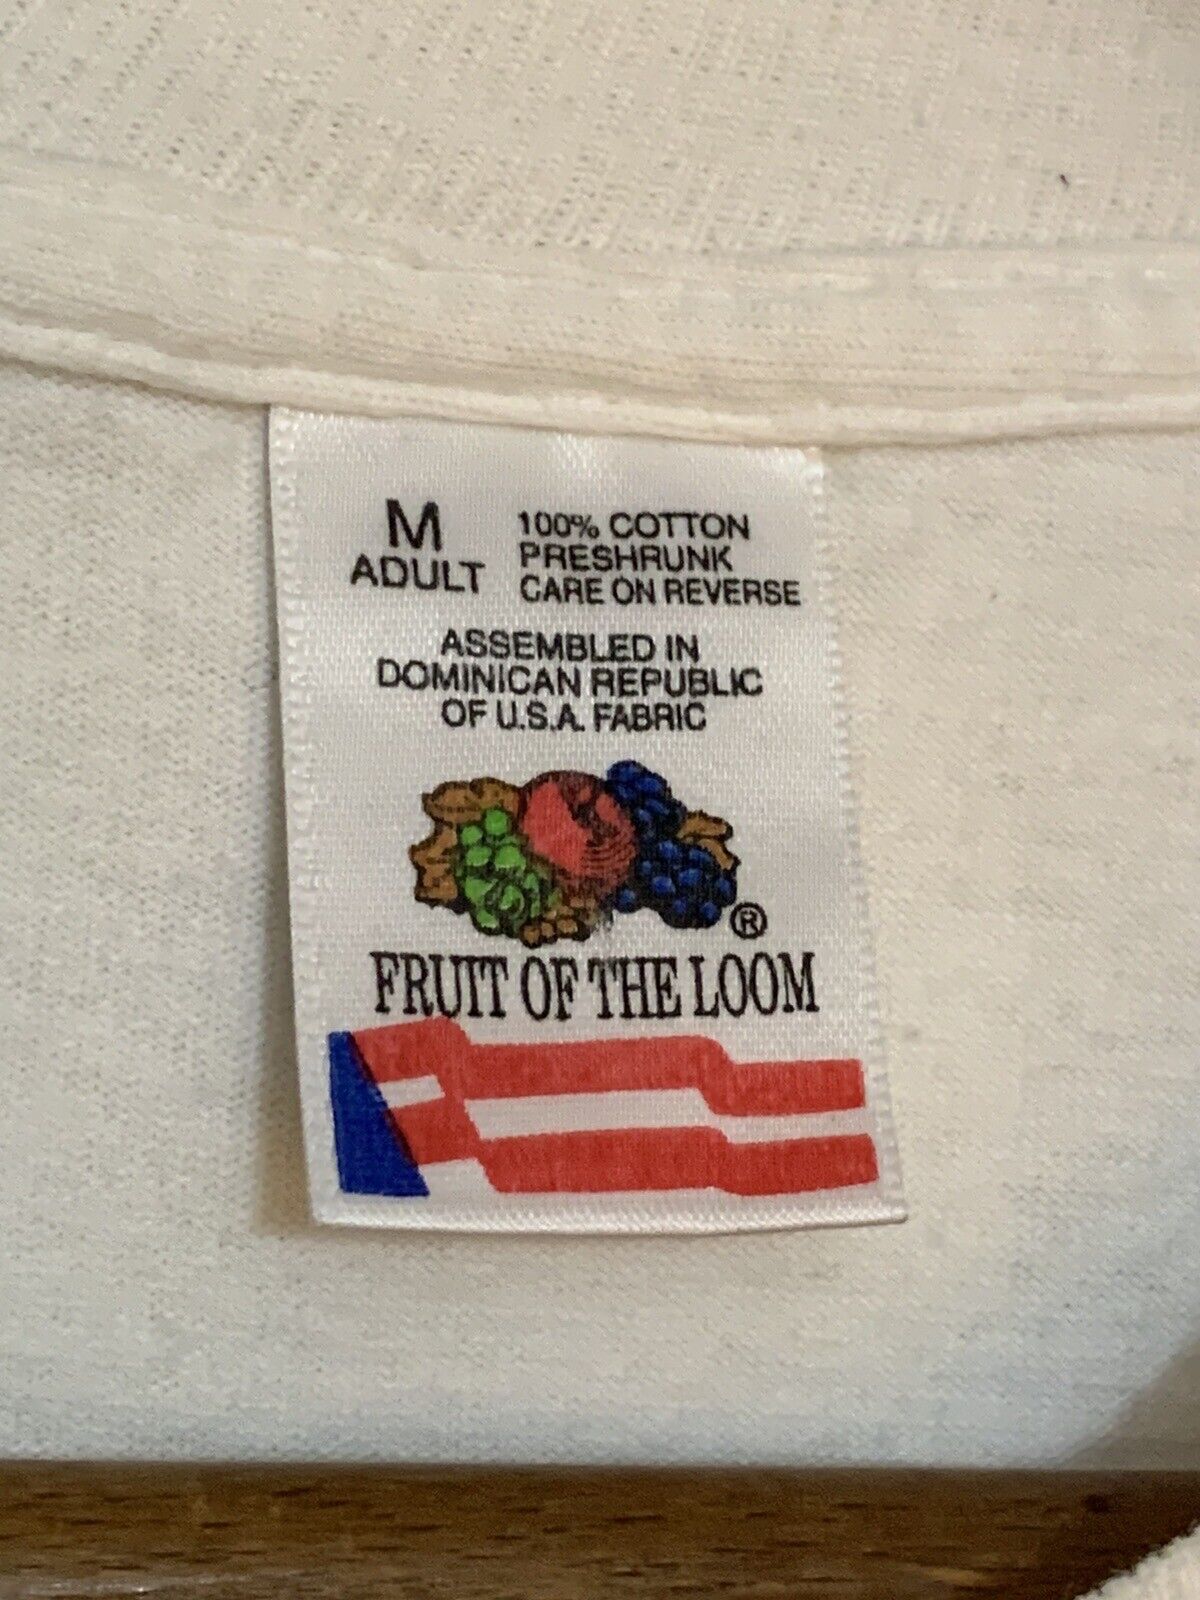 M
ADULT
100% COTTON
PRESHRUNK
CARE ON REVERSE
ASSEMBLED IN
DOMINICAN REPUBLIC
OF U.S.A. FABRIC
®
FRUIT OF THE LOOM